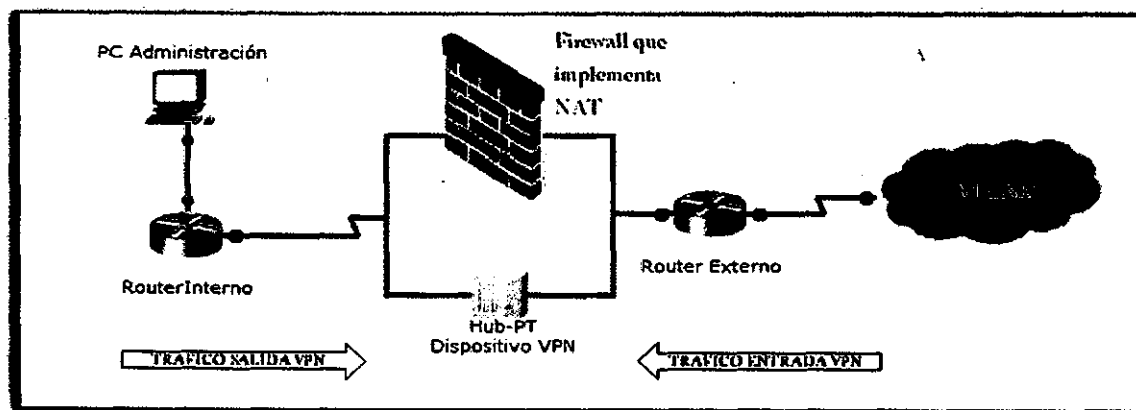 PC Administración
Firewall que
implementa
NAT
RouterInterno
Router Externo
Hub-PT
Dispositivo VPN
TRAFICO SALIDA VPN
TRAFICO ENTRADA VPN